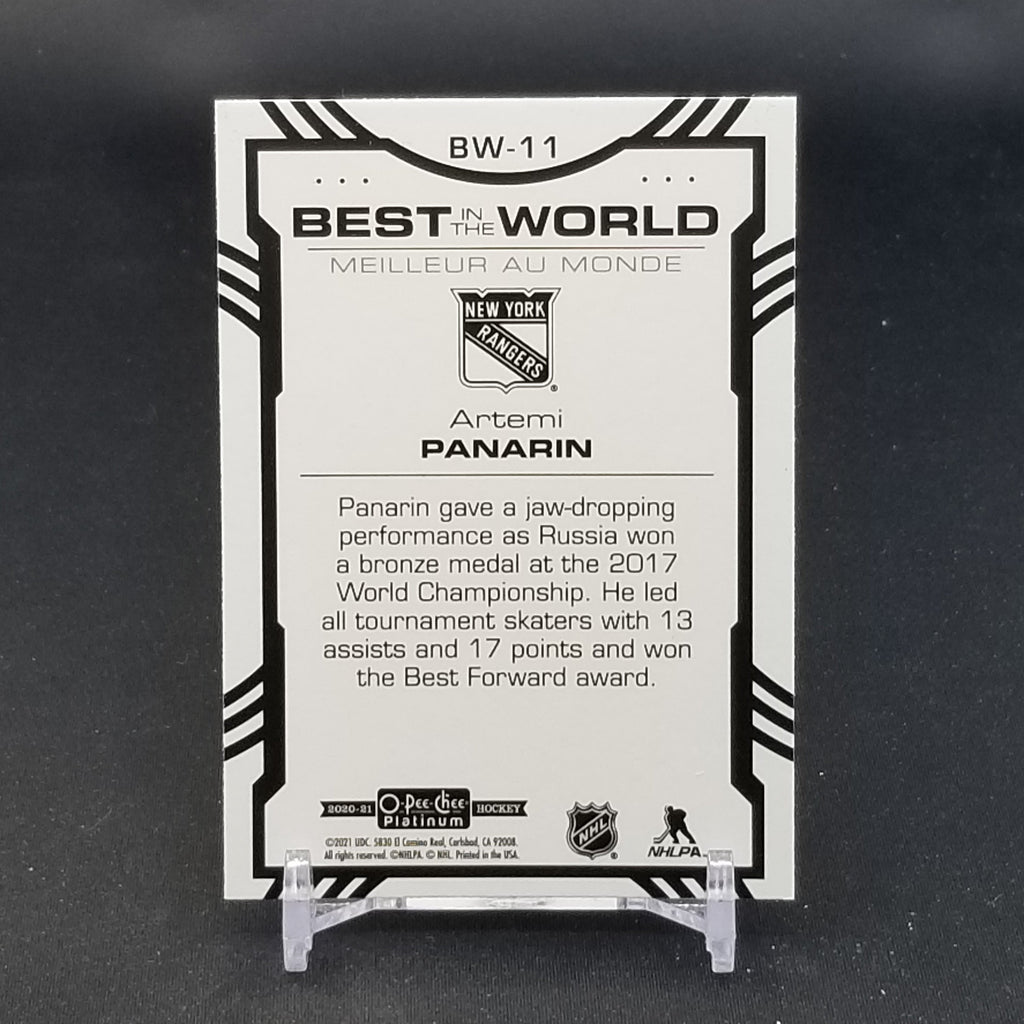 BW-11
BEST IN THE WORLD
MEILLEUR AU MONDE
NEW YORK
RANGERS
Artemi
PANARIN
Panarin gave a jaw-dropping
performance as Russia won
a bronze medal at the 2017
World Championship. He led
all tournament skaters with 13
assists and 17 points and won
the Best Forward award.
2020-21 O-Pee-Chee Platinum HOCKEY
©2021 UDC. 5830 El Camino Real, Carlsbad, CA 92008.
All rights reserved. ©NHLPA. © NHL. Printed in the USA.
NHL ®
NHLPA